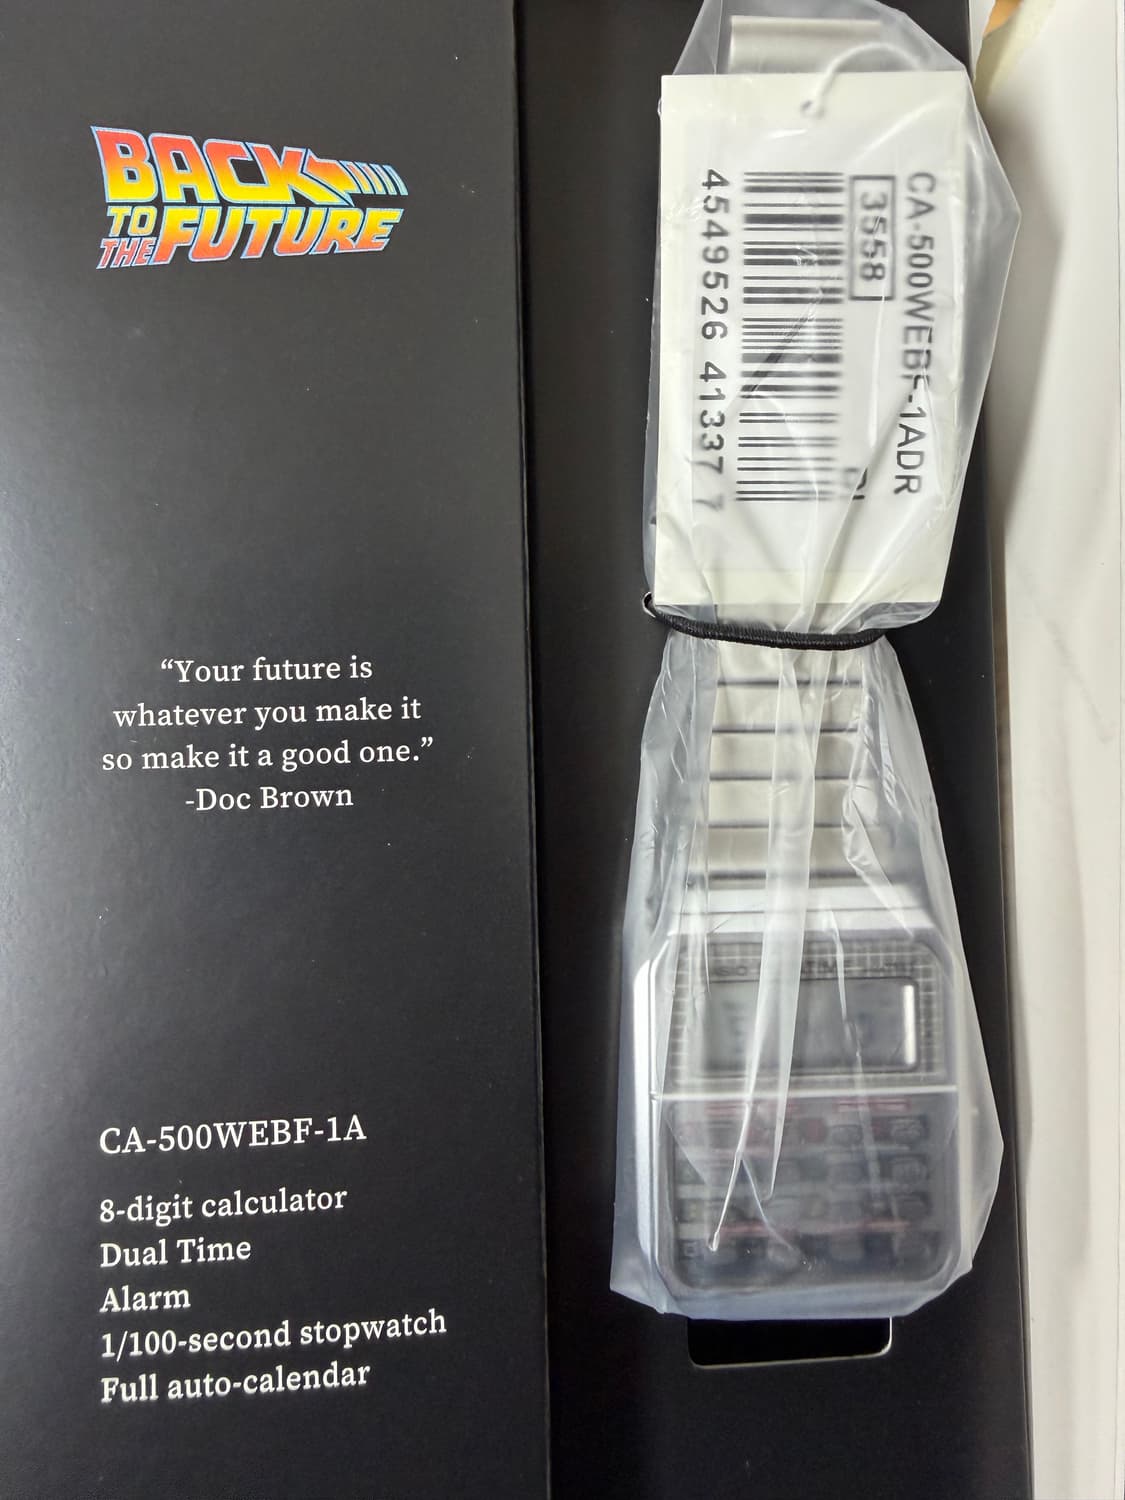 BACK
TO THE FUTURE
“Your future is
whatever you make it
so make it a good one.”
-Doc Brown
CA-500WEBF-1A
8-digit calculator
Dual Time
Alarm
1/100-second stopwatch
Full auto-calendar
CA-500WEBF-1ADR
3558
4549526 41337 7